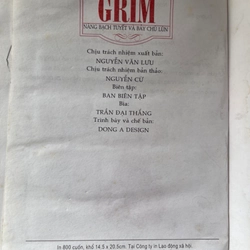 GRIM
NÀNG BẠCH TUYẾT VÀ BẢY CHÚ LÙN
Chịu trách nhiệm xuất bản:
NGUYỄN VĂN LƯU
Chịu trách nhiệm bản thảo:
NGUYỄN CỪ
Biên tập:
BAN BIÊN TẬP
Bìa:
TRẦN ĐẠI THẮNG
Trình bày và chế bản:
DONG A DESIGN
In 800 cuốn, khổ 14.5 x 20.5cm. Tại Công ty in Lao động xã hội.